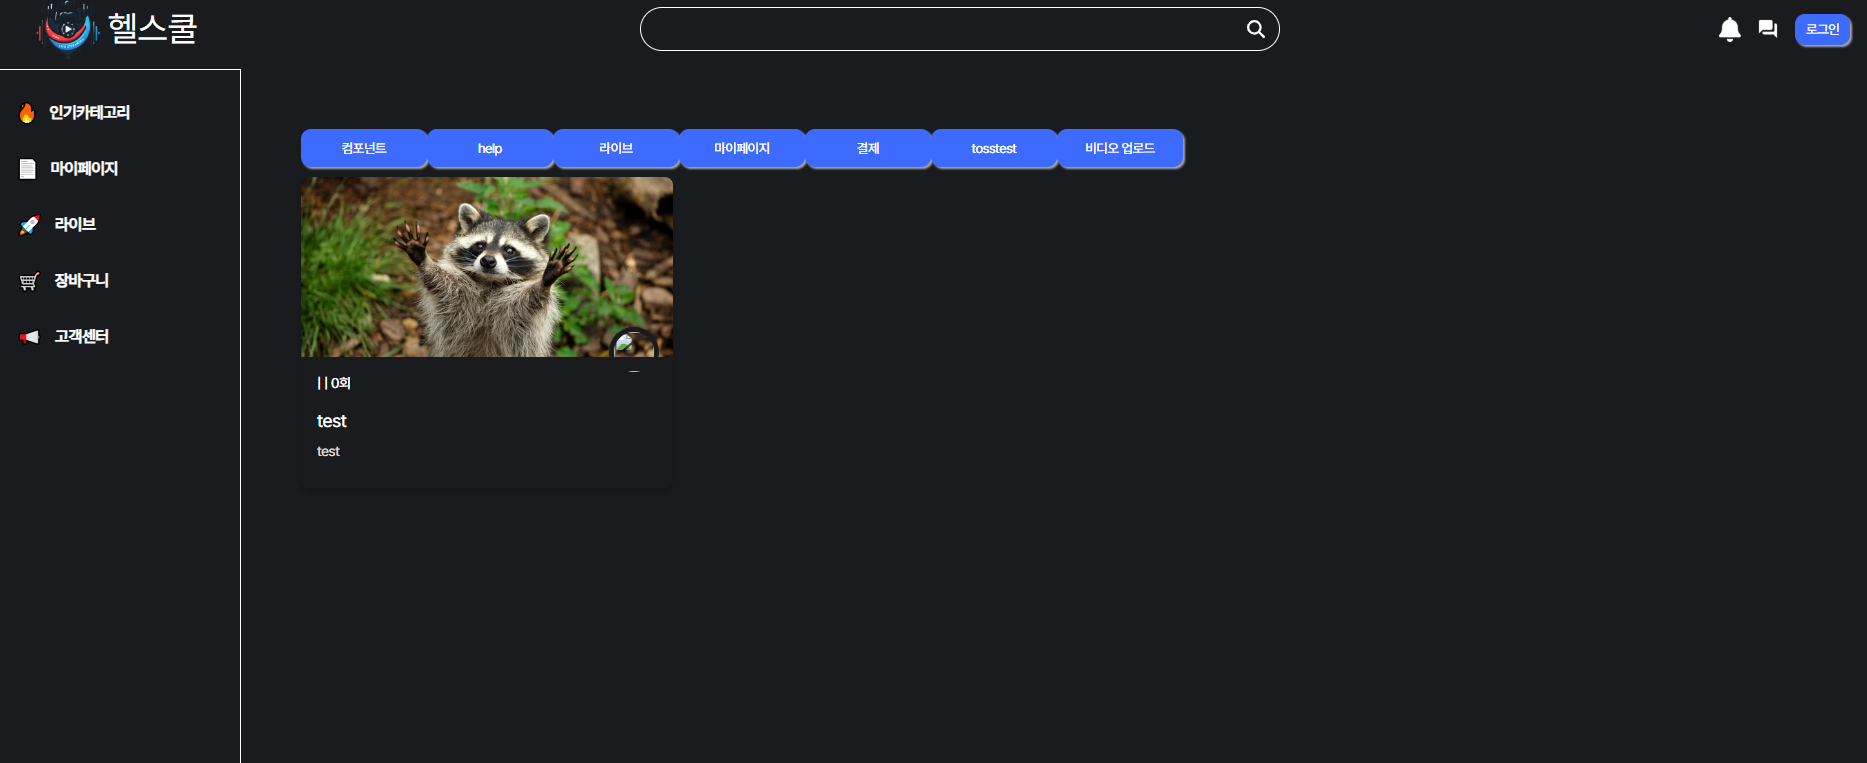 헬스쿨
로그인
인기카테고리
마이페이지
라이브
장바구니
고객센터
컴포넌트
help
라이브
마이페이지
결제
tosstest
비디오 업로드
| | 0회
test
test